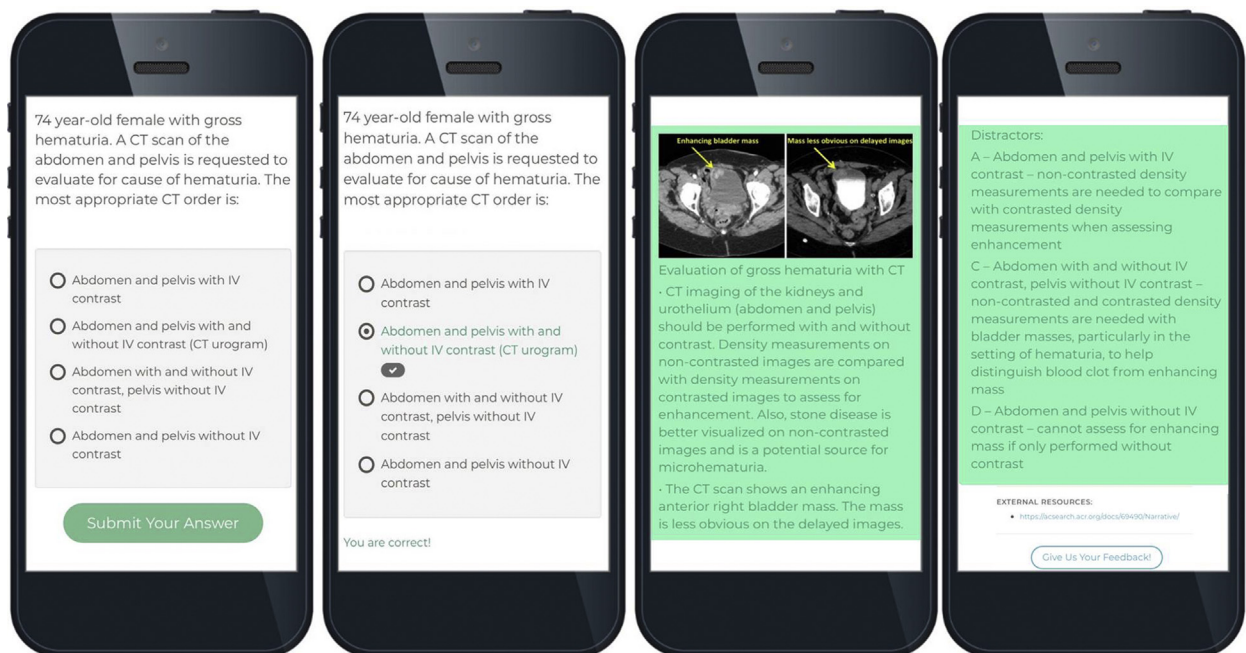 74 year-old female with gross
hematuria. A CT scan of the
abdomen and pelvis is requested to
evaluate for cause of hematuria. The
most appropriate CT order is:
Abdomen and pelvis with IV
contrast
Abdomen and pelvis with and
without IV contrast (CT urogram)
Abdomen with and without IV
contrast, pelvis without IV
contrast
Abdomen and pelvis without IV
contrast
Submit Your Answer
74 year-old female with gross
hematuria. A CT scan of the
abdomen and pelvis is requested to
evaluate for cause of hematuria. The
most appropriate CT order is:
Abdomen and pelvis with IV
contrast
Abdomen and pelvis with and
without IV contrast (CT urogram)
Abdomen with and without IV
contrast, pelvis without IV
contrast
Abdomen and pelvis without IV
contrast
You are correct!
Enhancing bladder mass
Mass less obvious on delayed images
Evaluation of gross hematuria with CT
• CT imaging of the kidneys and
urothelium (abdomen and pelvis)
should be performed with and without
contrast. Density measurements on
non-contrasted images are compared
with density measurements on
contrasted images to assess for
enhancement. Also, stone disease is
better visualized on non-contrasted
images and is a potential source for
microhematuria.
• The CT scan shows an enhancing
anterior right bladder mass. The mass
is less obvious on the delayed images.
Distractors:
A – Abdomen and pelvis with IV
contrast – non-contrasted density
measurements are needed to compare
with contrasted density
measurements when assessing
enhancement
C – Abdomen with and without IV
contrast, pelvis without IV contrast –
non-contrasted and contrasted density
measurements are needed with
bladder masses, particularly in the
setting of hematuria, to help
distinguish blood clot from enhancing
mass
D – Abdomen and pelvis without IV
contrast – cannot assess for enhancing
mass if only performed without
contrast
EXTERNAL RESOURCES:
• https://acsearch.acr.org/docs/69490/Narrative/
Give Us Your Feedback!